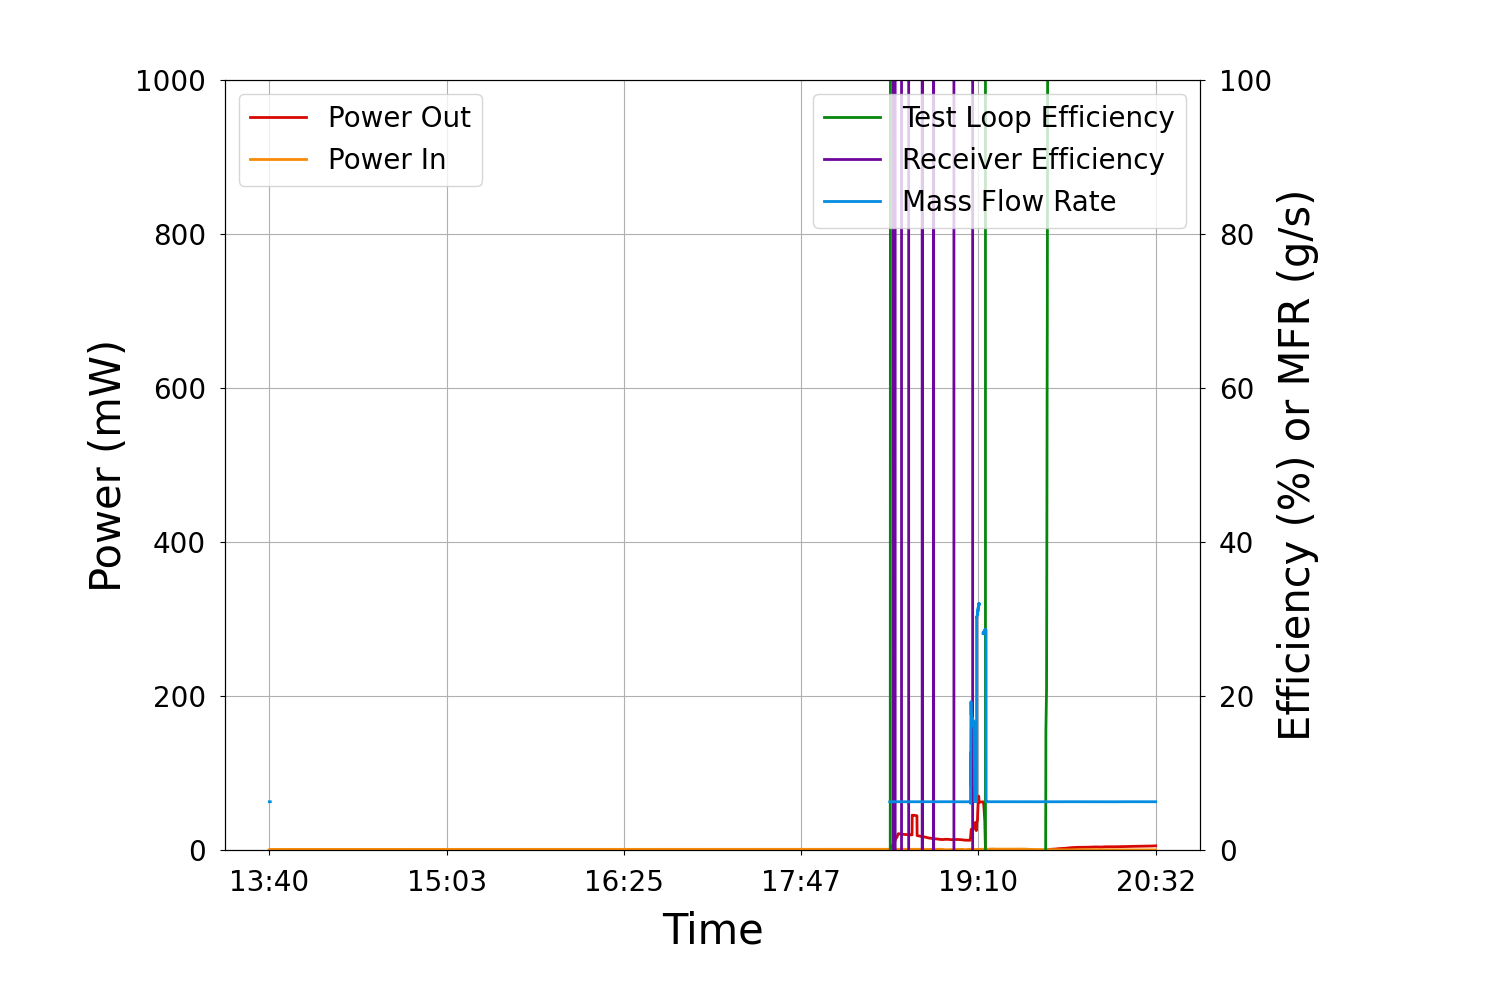 Power Out
Power In
Test Loop Efficiency
Receiver Efficiency
Mass Flow Rate
1000
800
600
400
200
0
Power (mW)
100
80
60
40
20
0
Efficiency (%) or MFR (g/s)
13:40 15:03 16:25 17:47 19:10 20:32
Time